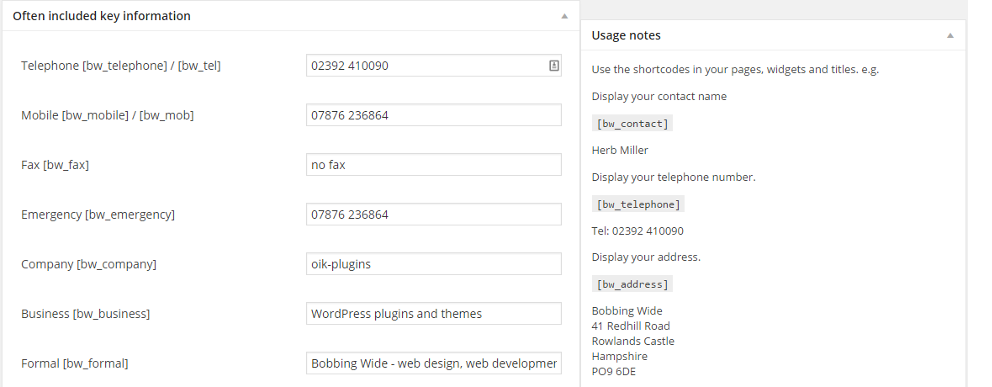 Often included key information
Telephone [bw_telephone] / [bw_tel]
02392 410090
Mobile [bw_mobile] / [bw_mob]
07876 236864
Fax [bw_fax]
no fax
Emergency [bw_emergency]
07876 236864
Company [bw_company]
oik-plugins
Business [bw_business]
WordPress plugins and themes
Formal [bw_formal]
Bobbing Wide - web design, web developmer
Usage notes
Use the shortcodes in your pages, widgets and titles. e.g.
Display your contact name
[bw_contact]
Herb Miller
Display your telephone number.
[bw_telephone]
Tel: 02392 410090
Display your address.
[bw_address]
Bobbing Wide
41 Redhill Road
Rowlands Castle
Hampshire
PO9 6DE